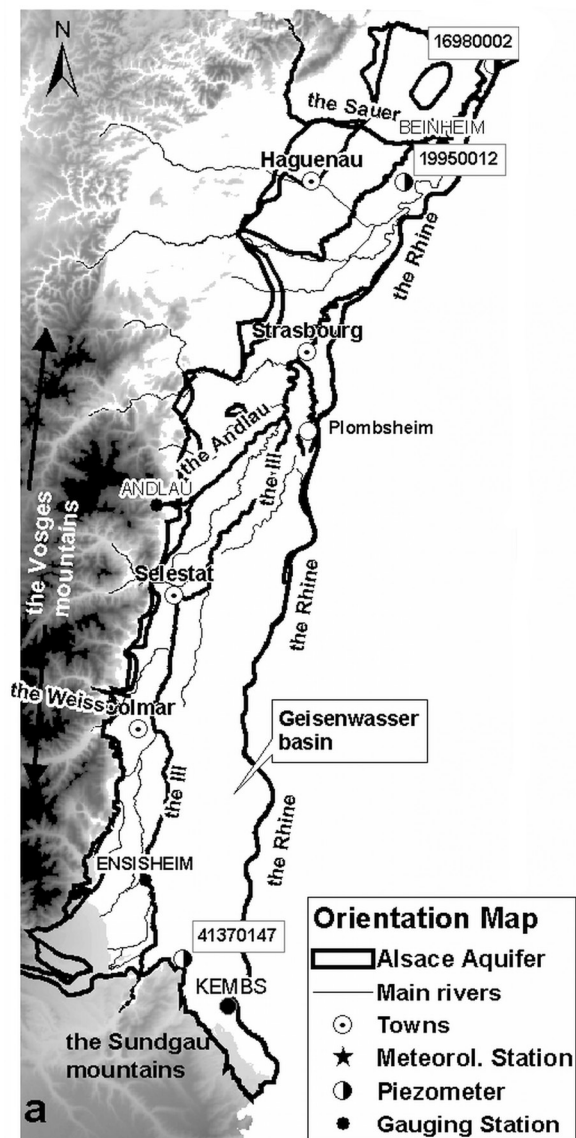 N
16980002
the Sauer
BEINHEIM
Haguenau
19950012
the Rhine
Strasbourg
Plombsheim
the Andlau
the Ill
ANDLAU
the Vosges
mountains
Selestat
the Rhine
the Weiss
olmar
Geisenwasser
basin
the Ill
the Rhine
ENSISHEIM
41370147
KEMBS
the Sundgau
mountains
a
Orientation Map
Alsace Aquifer
Main rivers
Towns
Meteorol. Station
Piezometer
Gauging Station